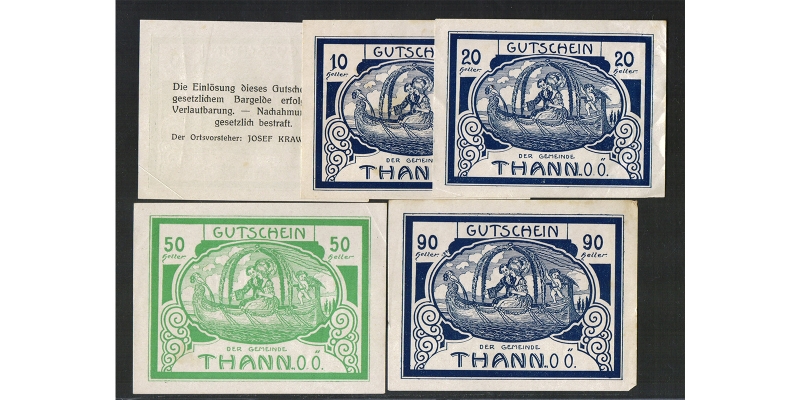 Die Einlösung dieses Gutsche
gesetzlichem Bargelde erfol
Verlautbarung. — Nachahmu
gesetzlich bestraft.
Der Ortsvorsteher: JOSEF KRAW
GUTSCHEIN
10
Heller
DER GEMEINDE
THANN.
GUTSCHEIN
20 20
Heller Heller
DER GEMEINDE
THANN.O.Ö.
GUTSCHEIN
50 50
Heller Heller
DER GEMEINDE
THANN.O.Ö.
GUTSCHEIN
90 90
Heller Heller
DER GEMEINDE
THANN.O.Ö.